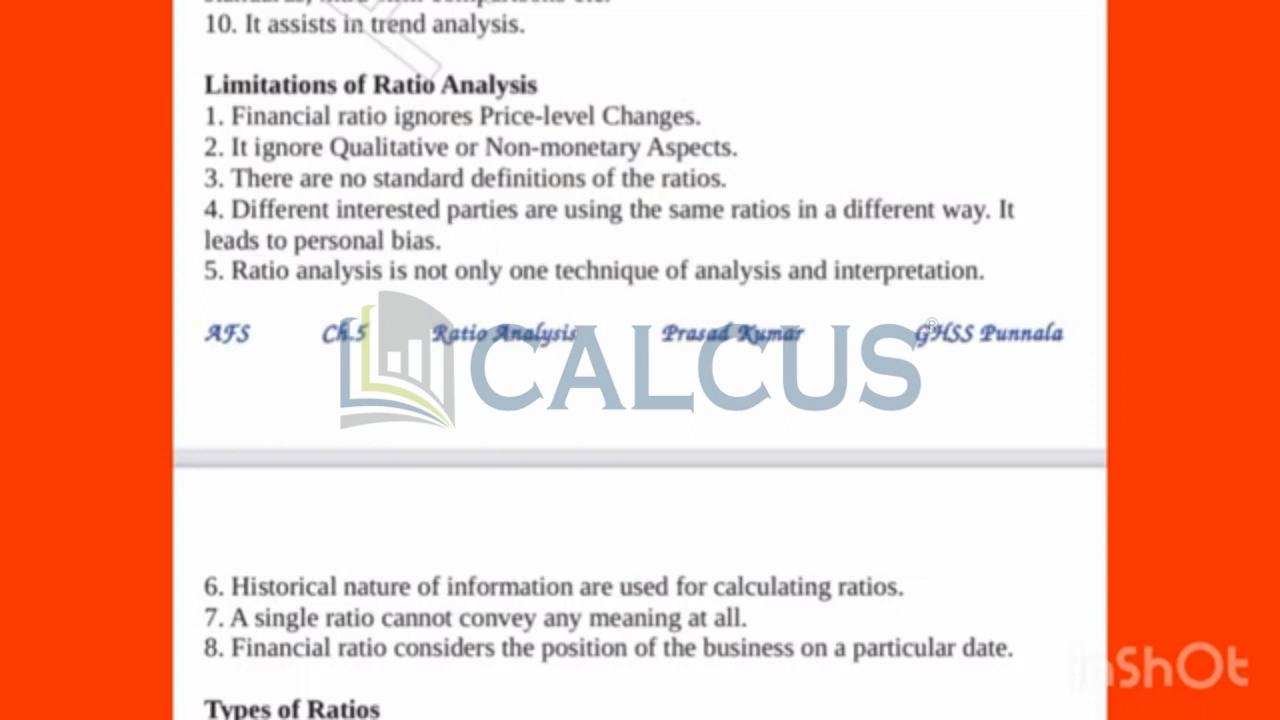 10. It assists in trend analysis.
Limitations of Ratio Analysis
1. Financial ratio ignores Price-level Changes.
2. It ignore Qualitative or Non-monetary Aspects.
3. There are no standard definitions of the ratios.
4. Different interested parties are using the same ratios in a different way. It
leads to personal bias.
5. Ratio analysis is not only one technique of analysis and interpretation.
AFS Ch.5 Ratio Analysis Prasad Kumar GHSS Punnala
CALCUS®
6. Historical nature of information are used for calculating ratios.
7. A single ratio cannot convey any meaning at all.
8. Financial ratio considers the position of the business on a particular date.
InShOt
Types of Ratios